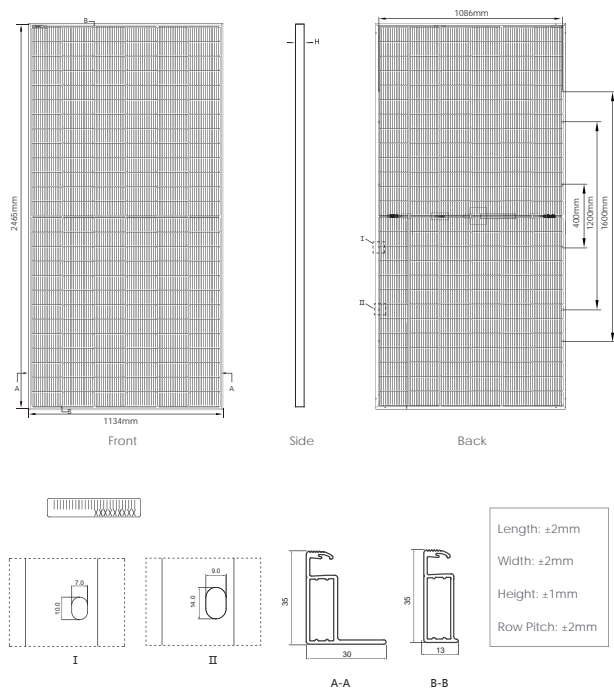 B
1086mm
H
2465mm
400mm
1200mm
1600mm
I
II
A
A
B
1134mm
Front
Side
Back
7.0
10.0
I
9.0
14.0
II
35
30
A-A
35
13
B-B
Length: ±2mm
Width: ±2mm
Height: ±1mm
Row Pitch: ±2mm